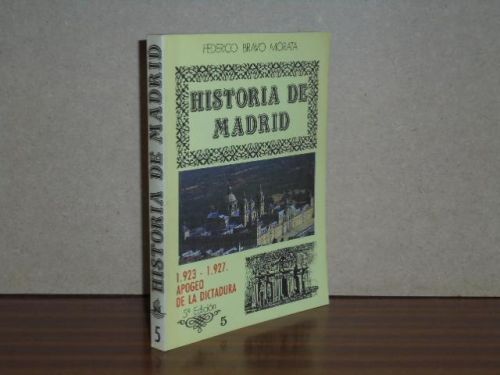 FEDERICO BRAVO MORATA
HISTORIA DE
MADRID
1.923 - 1.927.
APOGEO
DE LA DICTADURA
5ª Edición
5
HISTORIA DE MADRID
5